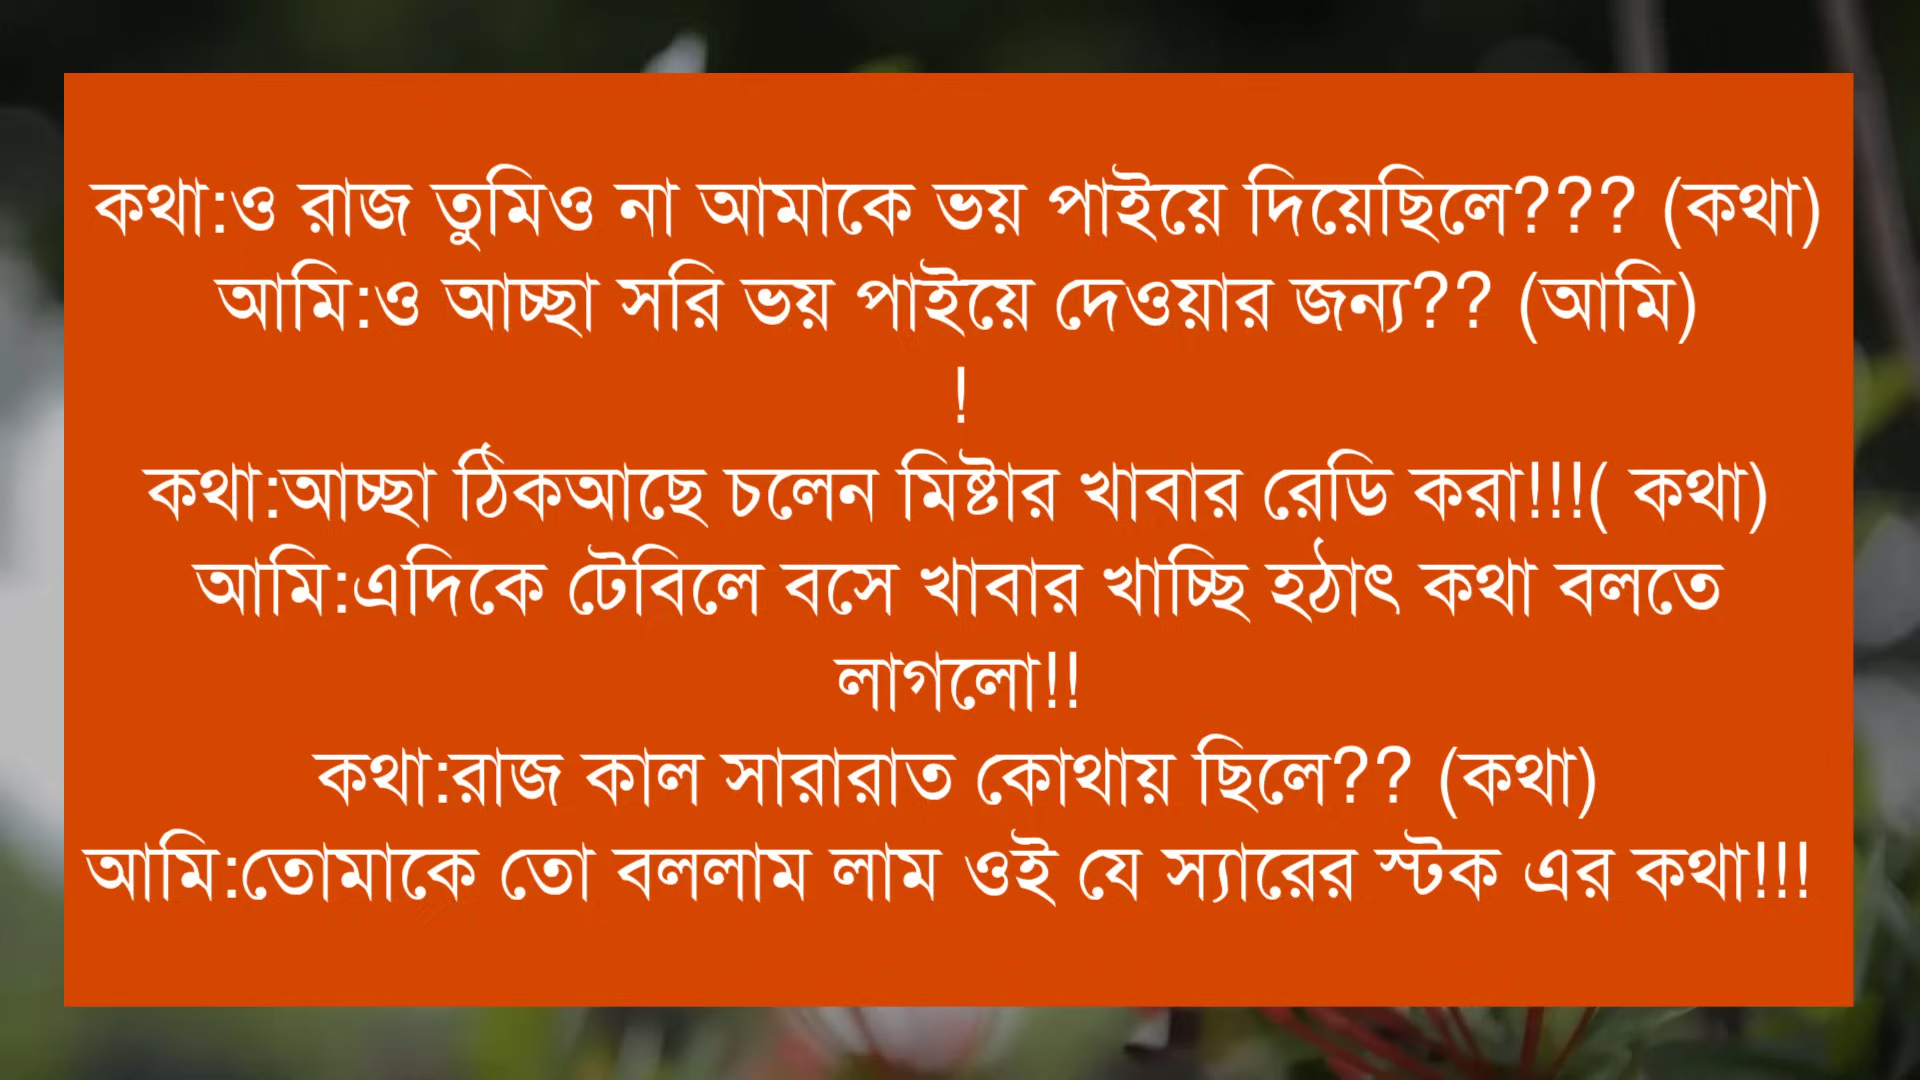 কথা:ও রাজ তুমিও না আমাকে ভয় পাইয়ে দিয়েছিলে??? (কথা)
আমি:ও আচ্ছা সরি ভয় পাইয়ে দেওয়ার জন্য?? (আমি)
!
কথা:আচ্ছা ঠিকআছে চলেন মিষ্টার খাবার রেডি করা!!!( কথা)
আমি:এদিকে টেবিলে বসে খাবার খাচ্ছি হঠাৎ কথা বলতে
লাগলো!!
কথা:রাজ কাল সারারাত কোথায় ছিলে?? (কথা)
আমি:তোমাকে তো বললাম লাম ওই যে স্যারের স্টক এর কথা!!!